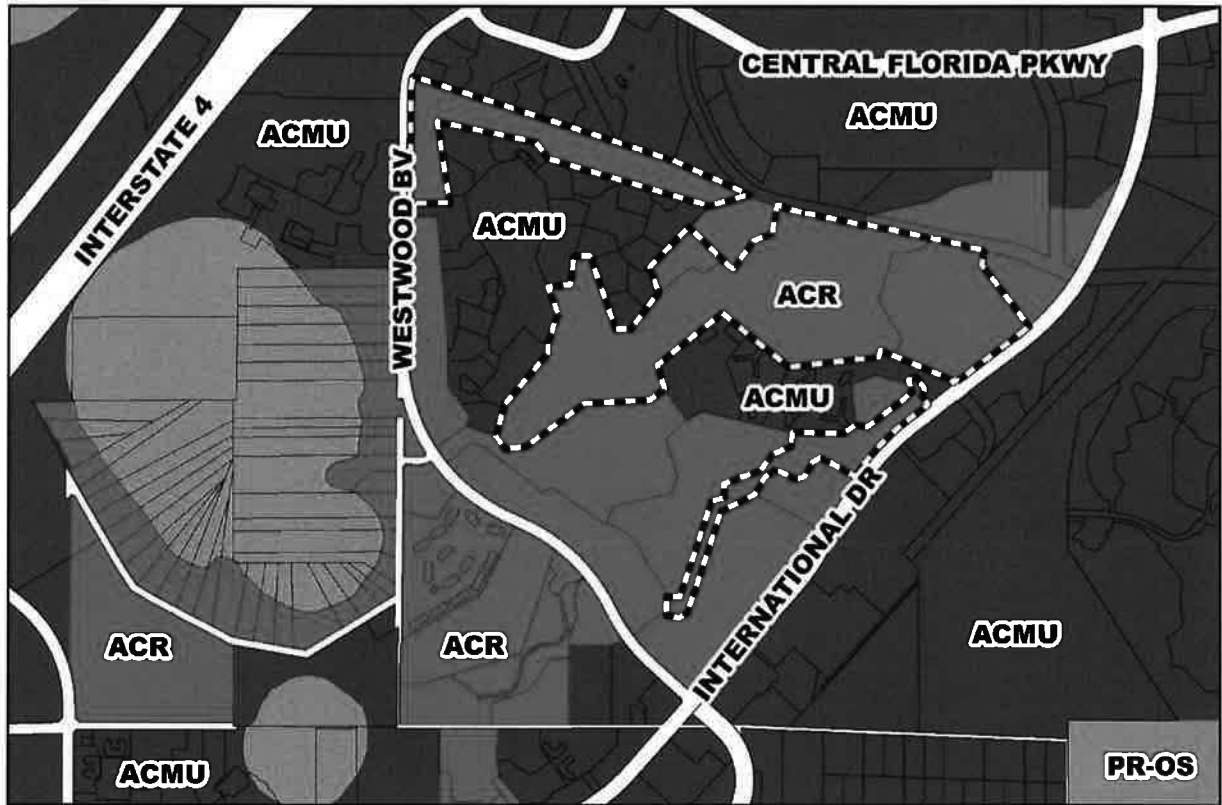 CENTRAL FLORIDA PKWY
ACMU
ACMU
INTERSTATE 4
WESTWOOD BV
ACMU
ACR
ACMU
INTERNATIONAL DR
ACR
ACR
ACMU
ACMU
PR-OS